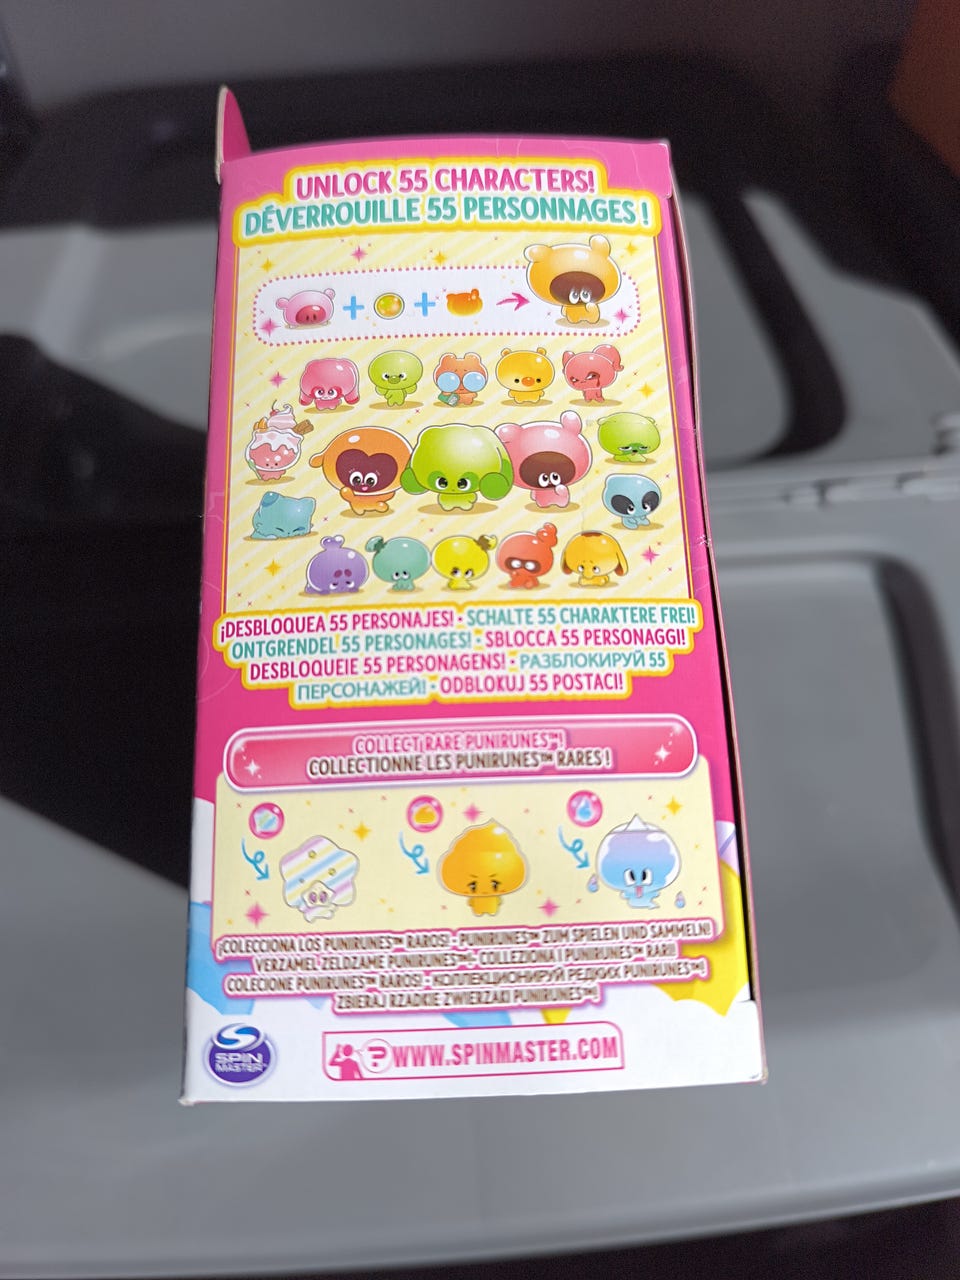 UNLOCK 55 CHARACTERS!
DÉVERROUILLE 55 PERSONNAGES !
¡DESBLOQUEA 55 PERSONAJES! • SCHALTE 55 CHARAKTERE FREI!
ONTGRENDEL 55 PERSONAGES! • SBLOCCA 55 PERSONAGGI!
DESBLOQUEIE 55 PERSONAGENS! • РАЗБЛОКИРУЙ 55
ПЕРСОНАЖЕЙ! • ODBLOKUJ 55 POSTACI!
COLLECT RARE PUNIRUNES™!
COLLECTIONNE LES PUNIRUNES™ RARES !
¡COLECCIONA LOS PUNIRUNES™ RAROS! • PUNIRUNES™ ZUM SPIELEN UND SAMMELN!
VERZAMEL ZELDZAME PUNIRUNES™! • COLLEZIONA I PUNIRUNES™ RARI!
COLECIONE PUNIRUNES™ RAROS! • КОЛЛЕКЦИОНИРУЙ РЕДКИХ PUNIRUNES™!
ZBIERAJ RZADKIE ZWIERZAKI PUNIRUNES™!
SPIN
MASTER™
? WWW.SPINMASTER.COM